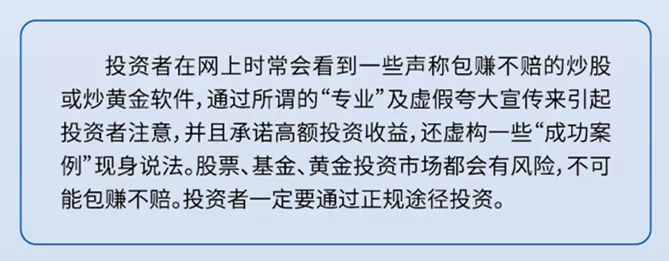 投资者在网上时常会看到一些声称包赚不赔的炒股
或炒黄金软件，通过所谓的“专业”及虚假夸大宣传来引起
投资者注意，并且承诺高额投资收益，还虚构一些“成功案
例”现身说法。股票、基金、黄金投资市场都会有风险，不可
能包赚不赔。投资者一定要通过正规途径投资。